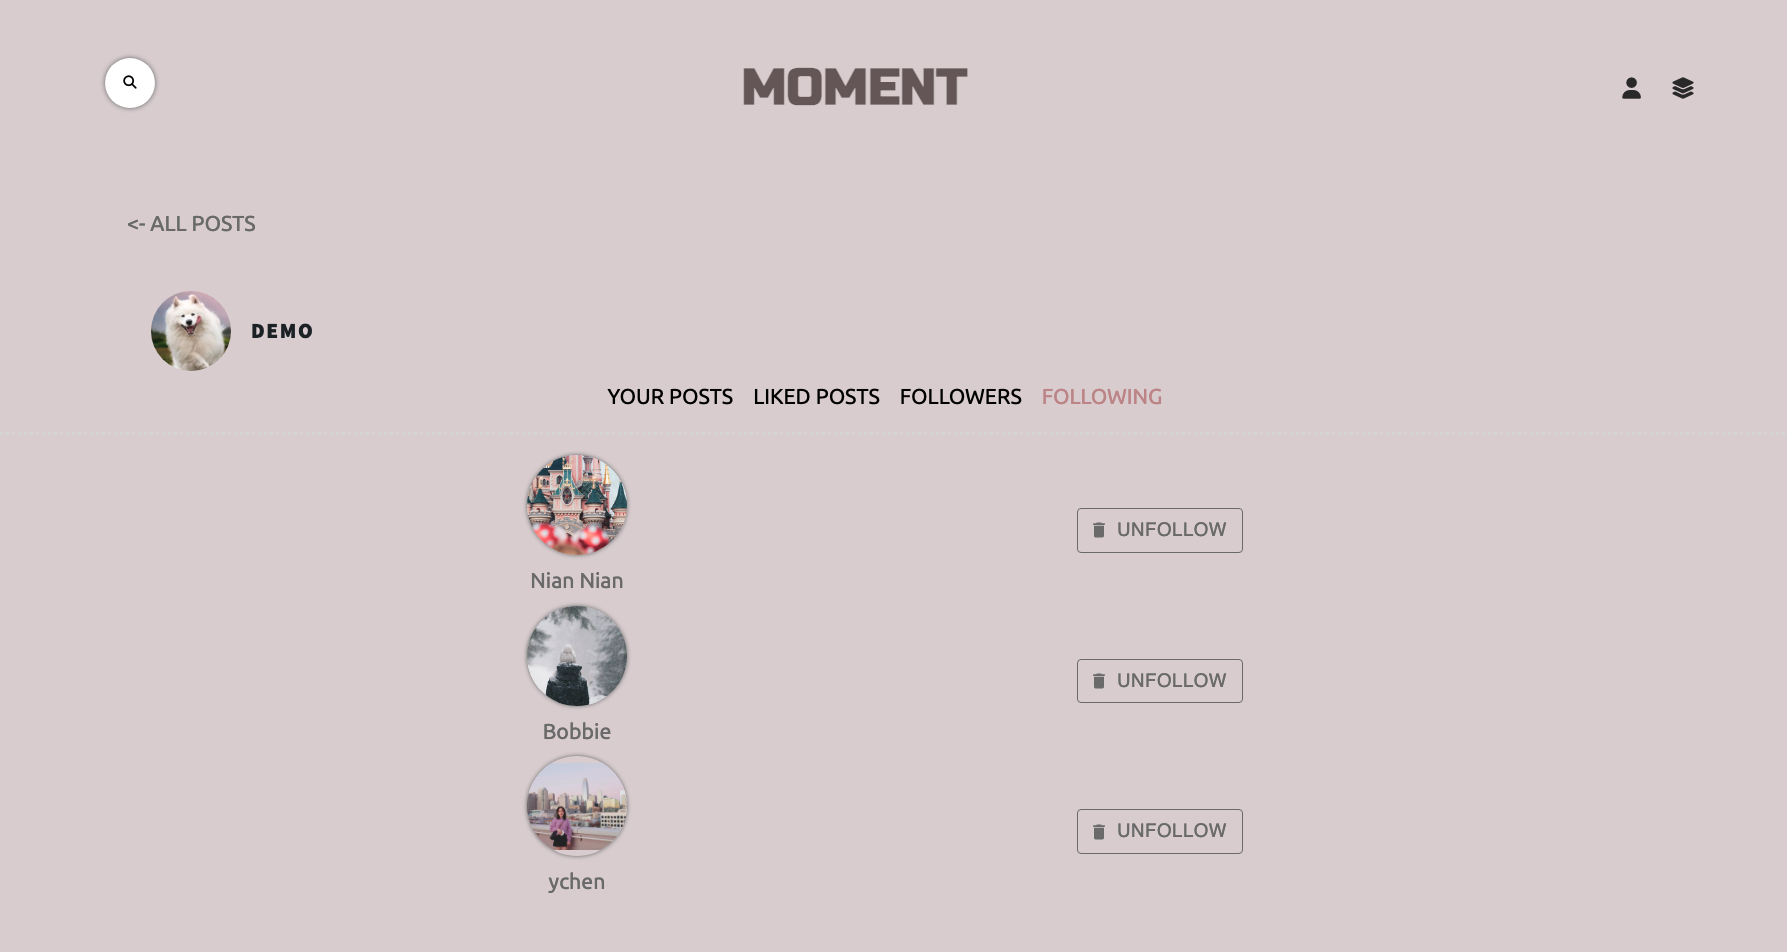 MOMENT
<- ALL POSTS
DEMO
YOUR POSTS LIKED POSTS FOLLOWERS FOLLOWING
UNFOLLOW
Nian Nian
UNFOLLOW
Bobbie
UNFOLLOW
ychen